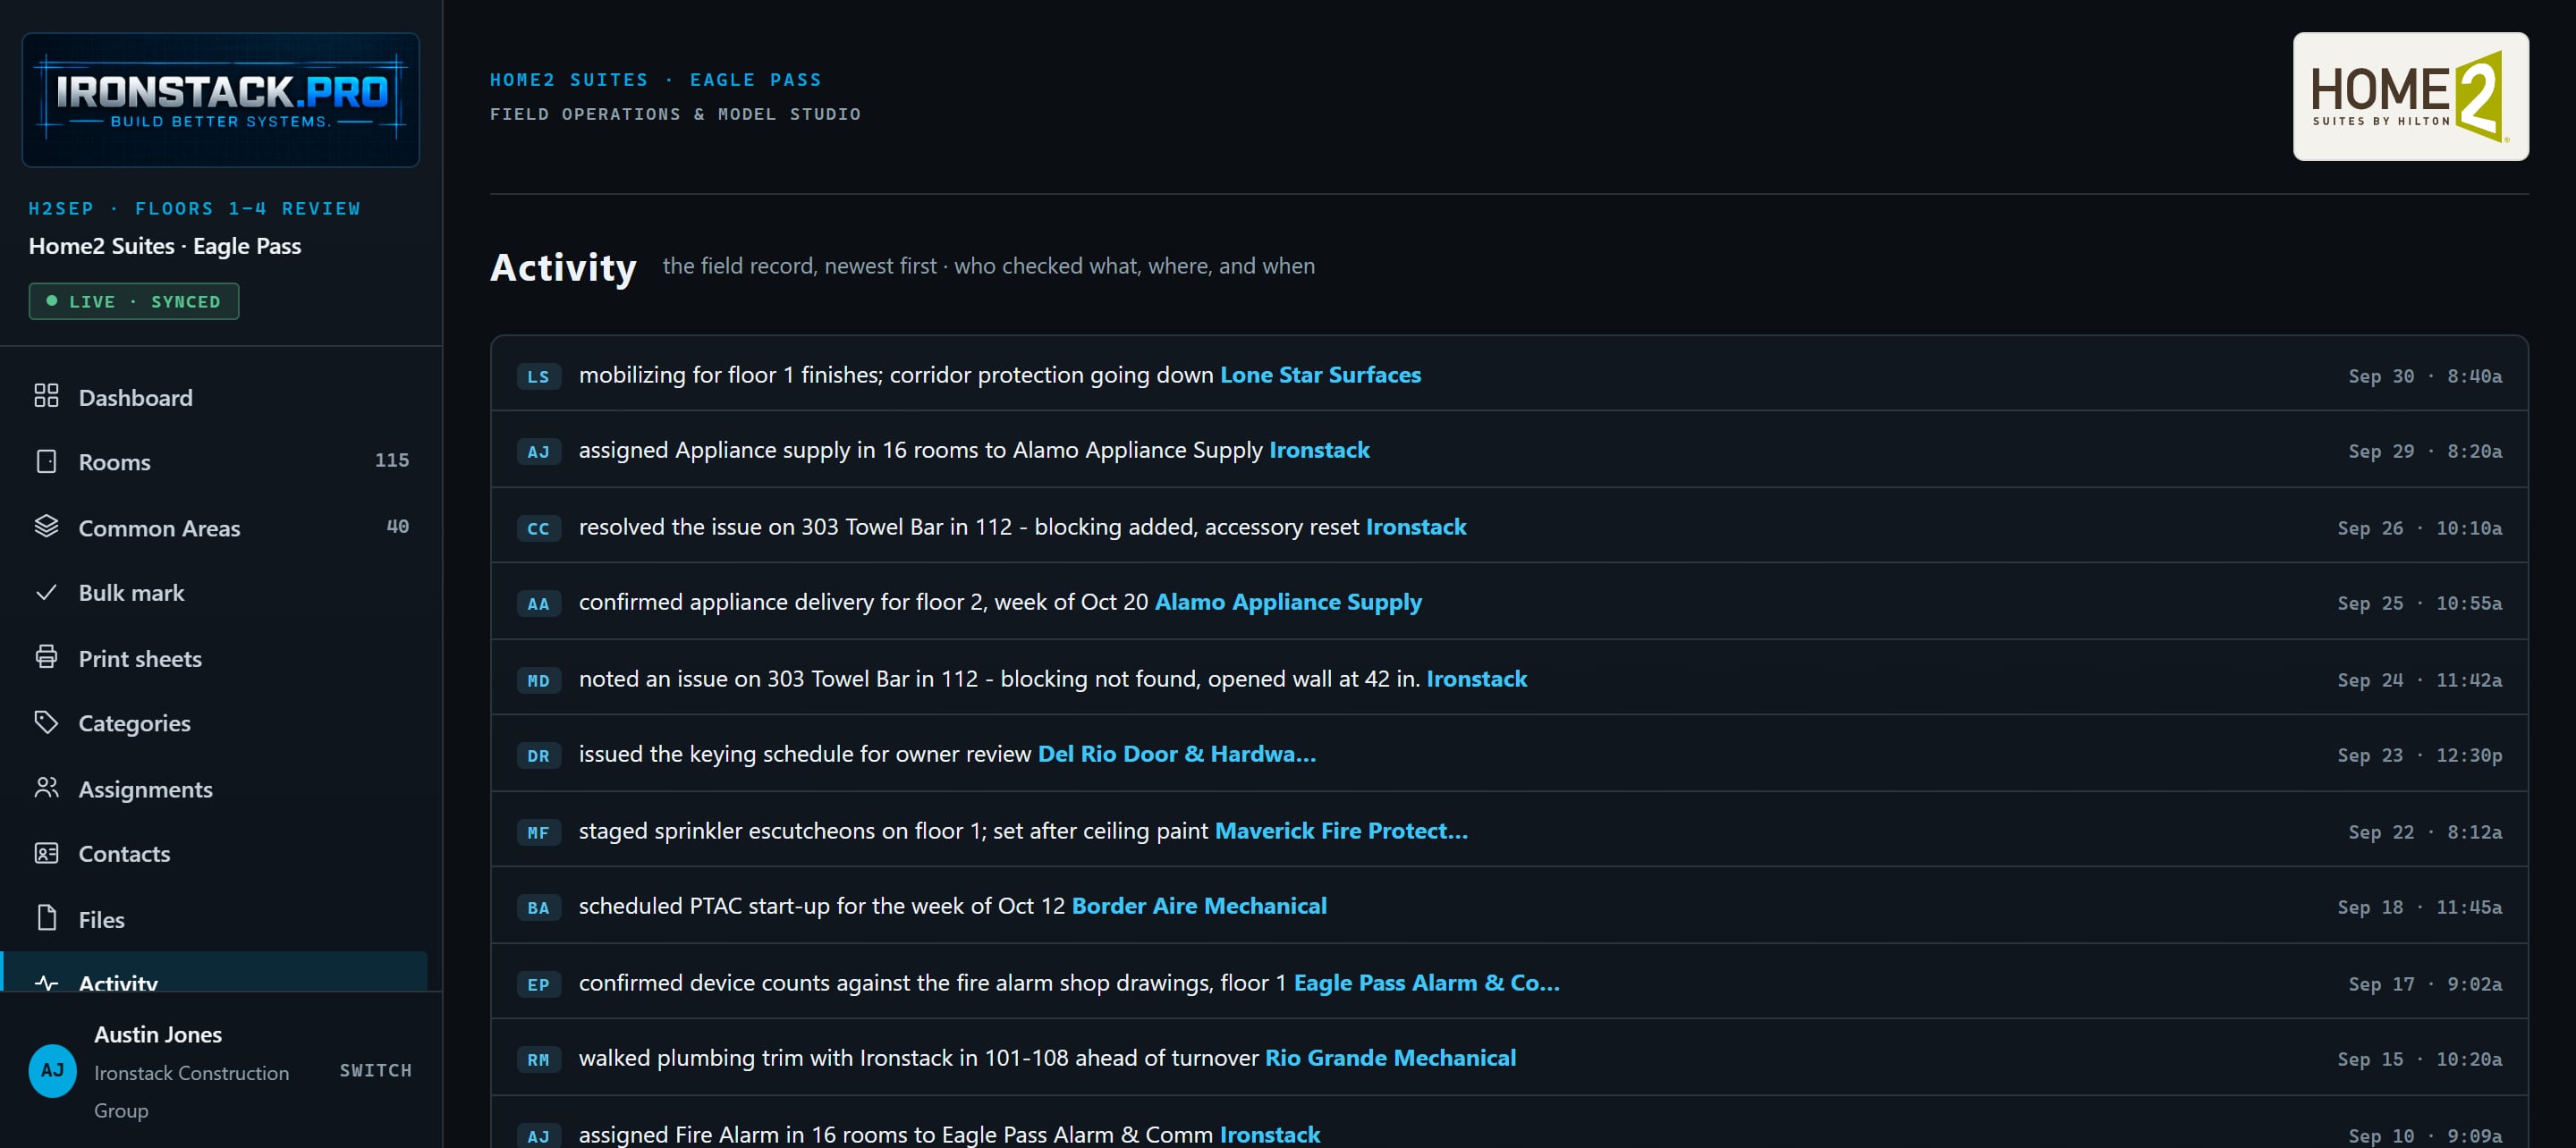 IRONSTACK.PRO
BUILD BETTER SYSTEMS.
H2SEP · FLOORS 1–4 REVIEW
Home2 Suites · Eagle Pass
LIVE · SYNCED
Dashboard
Rooms 115
Common Areas 40
Bulk mark
Print sheets
Categories
Assignments
Contacts
Files
Activity
AJ
Austin Jones
Ironstack Construction
Group
SWITCH
HOME2 SUITES · EAGLE PASS
FIELD OPERATIONS & MODEL STUDIO
HOME2
SUITES BY HILTON
Activity the field record, newest first · who checked what, where, and when
LS mobilizing for floor 1 finishes; corridor protection going down Lone Star Surfaces Sep 30 · 8:40a
AJ assigned Appliance supply in 16 rooms to Alamo Appliance Supply Ironstack Sep 29 · 8:20a
CC resolved the issue on 303 Towel Bar in 112 - blocking added, accessory reset Ironstack Sep 26 · 10:10a
AA confirmed appliance delivery for floor 2, week of Oct 20 Alamo Appliance Supply Sep 25 · 10:55a
MD noted an issue on 303 Towel Bar in 112 - blocking not found, opened wall at 42 in. Ironstack Sep 24 · 11:42a
DR issued the keying schedule for owner review Del Rio Door & Hardwa... Sep 23 · 12:30p
MF staged sprinkler escutcheons on floor 1; set after ceiling paint Maverick Fire Protect... Sep 22 · 8:12a
BA scheduled PTAC start-up for the week of Oct 12 Border Aire Mechanical Sep 18 · 11:45a
EP confirmed device counts against the fire alarm shop drawings, floor 1 Eagle Pass Alarm & Co... Sep 17 · 9:02a
RM walked plumbing trim with Ironstack in 101-108 ahead of turnover Rio Grande Mechanical Sep 15 · 10:20a
AJ assigned Fire Alarm in 16 rooms to Eagle Pass Alarm & Comm Ironstack Sep 10 · 9:09a